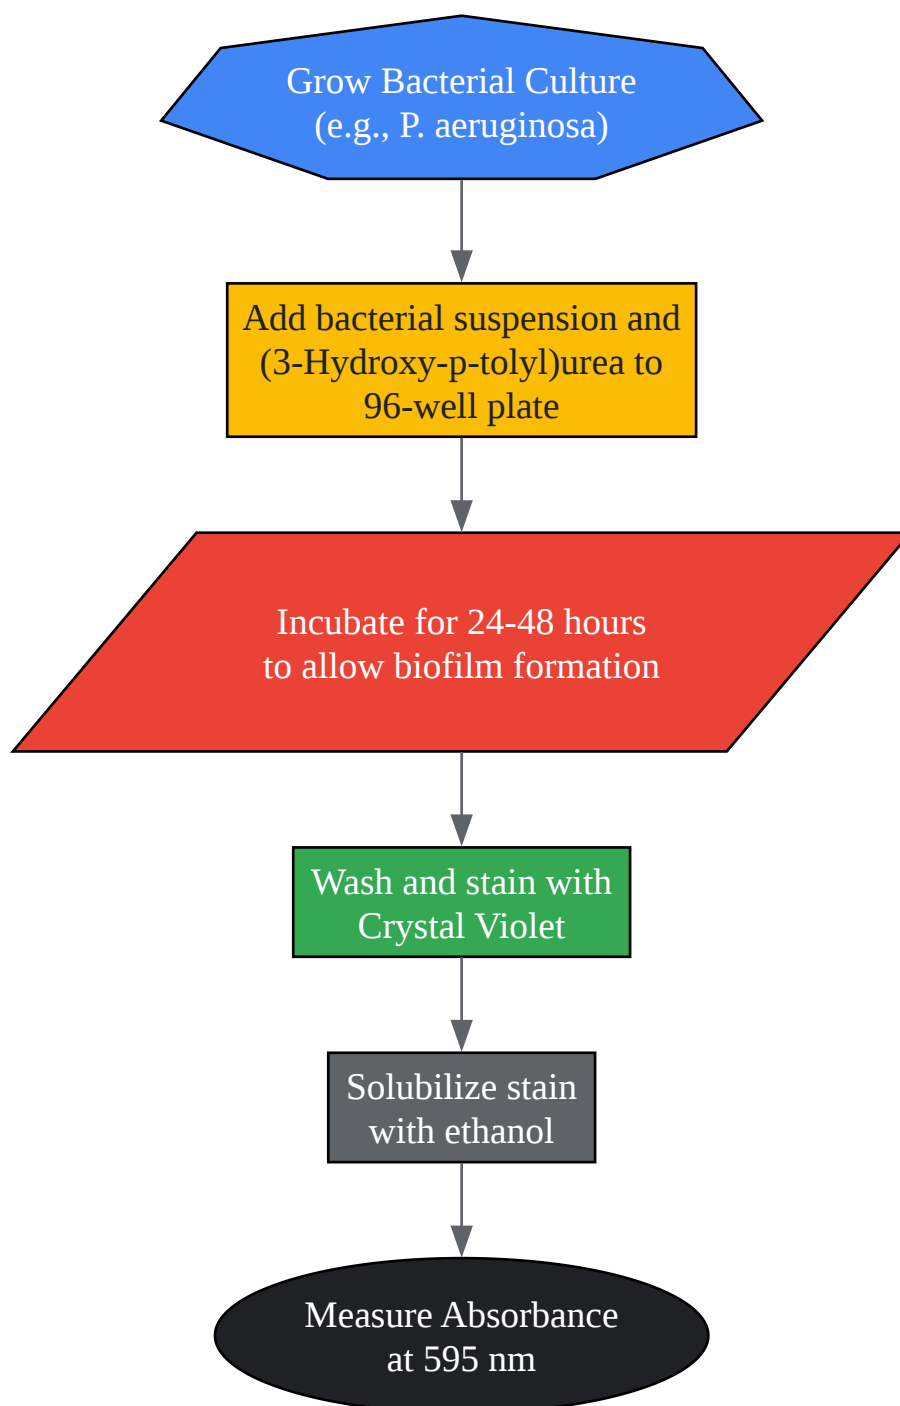 Grow Bacterial Culture
(e.g., P. aeruginosa)
Add bacterial suspension and
(3-Hydroxy-p-tolyl)urea to
96-well plate
Incubate for 24-48 hours
to allow biofilm formation
Wash and stain with
Crystal Violet
Solubilize stain
with ethanol
Measure Absorbance
at 595 nm